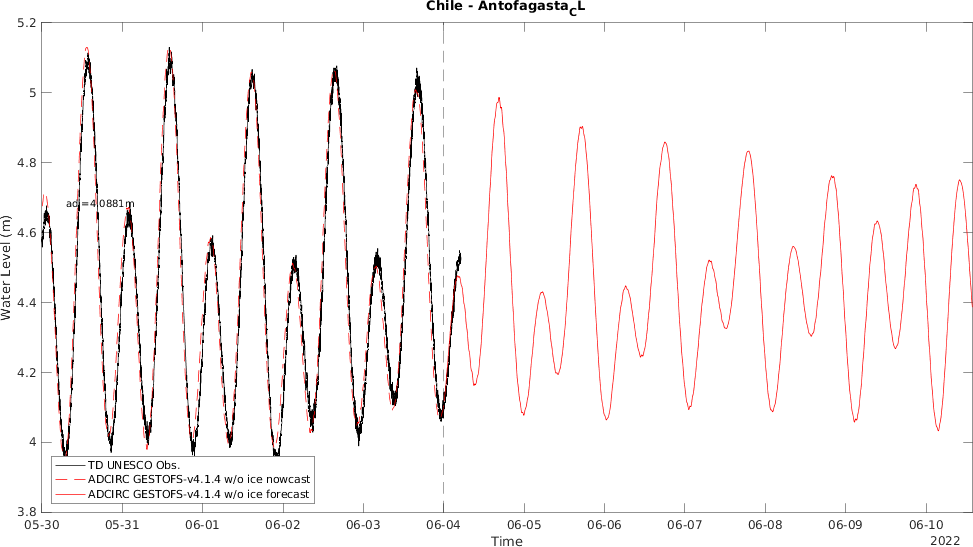 Chile - Antofagasta_CL
5.2
5
4.8
4.6
4.4
4.2
4
3.8
Water Level (m)
adj=4.0881m
TD UNESCO Obs.
ADCIRC GESTOFS-v4.1.4 w/o ice nowcast
ADCIRC GESTOFS-v4.1.4 w/o ice forecast
05-30 05-31 06-01 06-02 06-03 06-04 06-05 06-06 06-07 06-08 06-09 06-10
Time
2022